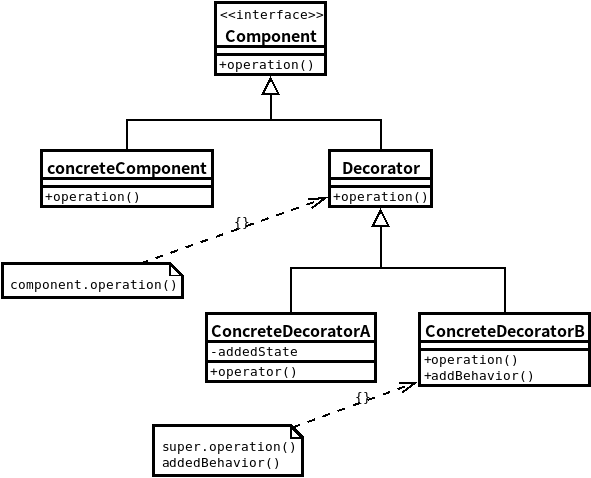 <<interface>>
Component
+operation()
concreteComponent
+operation()
Decorator
+operation()
{}
component.operation()
ConcreteDecoratorA
-addedState
+operator()
ConcreteDecoratorB
+operation()
+addBehavior()
{}
super.operation()
addedBehavior()